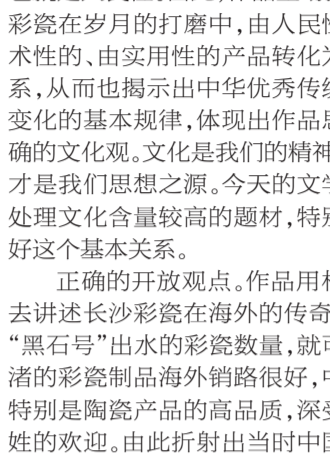 彩瓷在岁月的打磨中，由人民性
术性的、由实用性的产品转化为
系，从而也揭示出中华优秀传统
变化的基本规律，体现出作品思
确的文化观。文化是我们的精神
才是我们思想之源。今天的文学
处理文化含量较高的题材，特别
好这个基本关系。
正确的开放观点。作品用相
去讲述长沙彩瓷在海外的传奇
“黑石号”出水的彩瓷数量，就可
渚的彩瓷制品海外销路很好，中
特别是陶瓷产品的高品质，深受
姓的欢迎。由此折射出当时中国